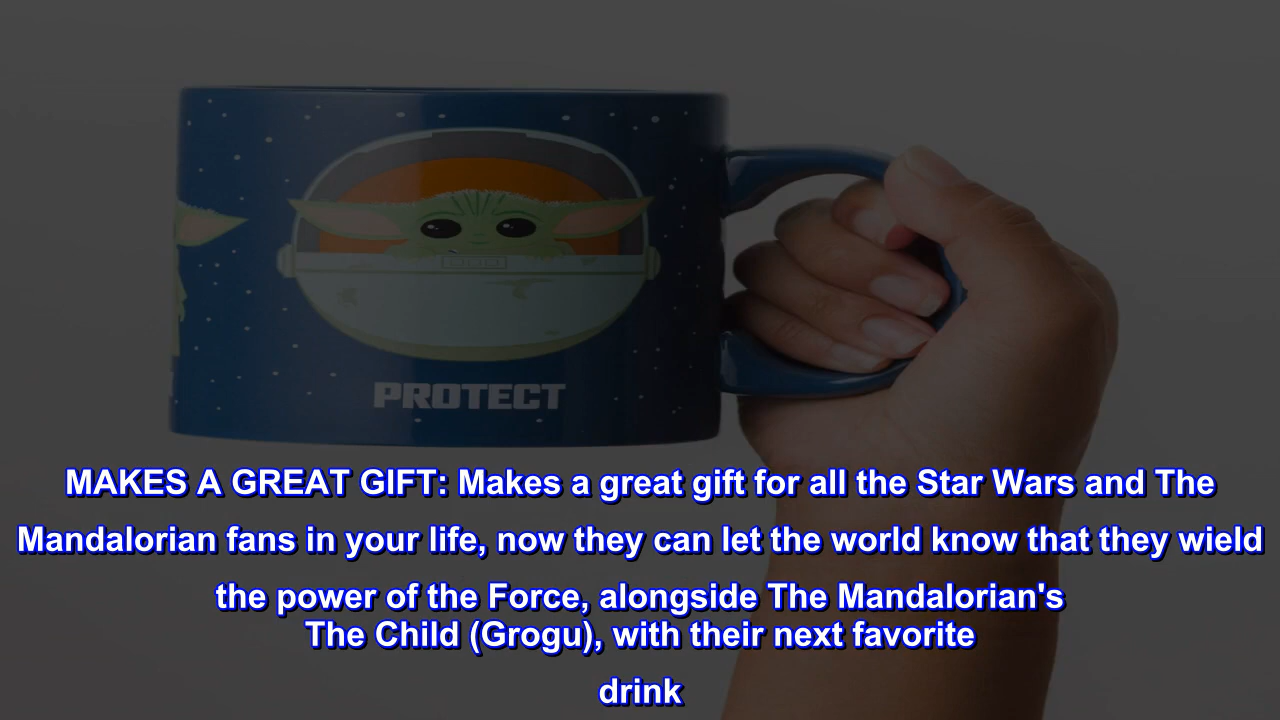 PROTECT
MAKES A GREAT GIFT: Makes a great gift for all the Star Wars and The
Mandalorian fans in your life, now they can let the world know that they wield
the power of the Force, alongside The Mandalorian's
The Child (Grogu), with their next favorite
drink